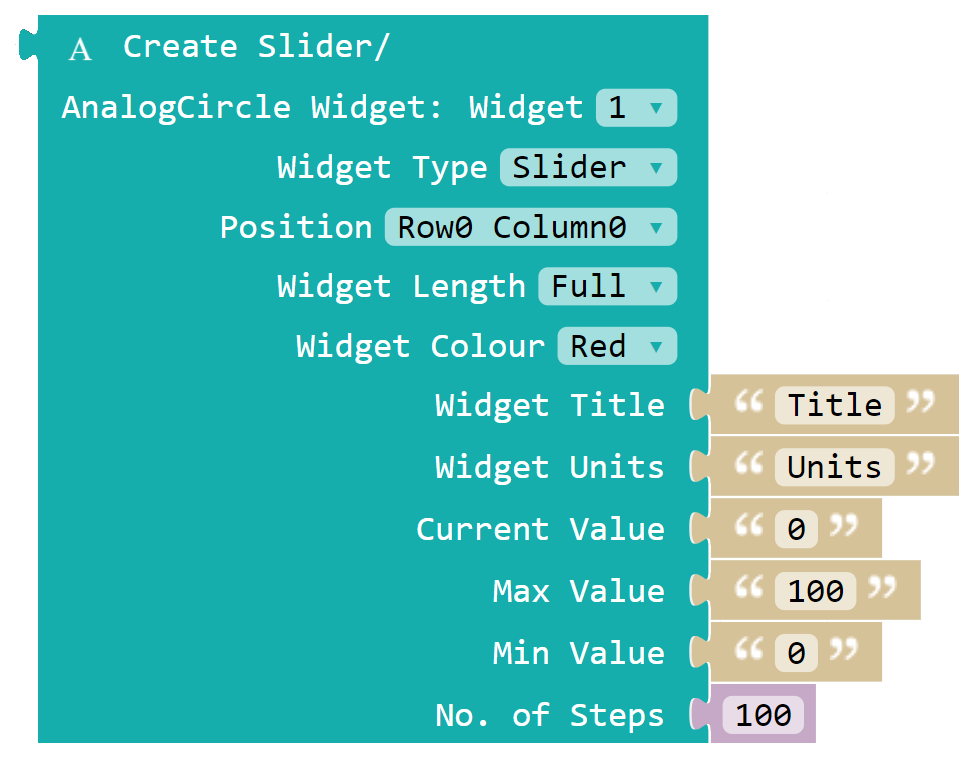 A Create Slider/
AnalogCircle Widget: Widget 1
Widget Type Slider
Position Row0 Column0
Widget Length Full
Widget Colour Red
Widget Title “ Title ”
Widget Units “ Units ”
Current Value “ 0 ”
Max Value “ 100 ”
Min Value “ 0 ”
No. of Steps 100